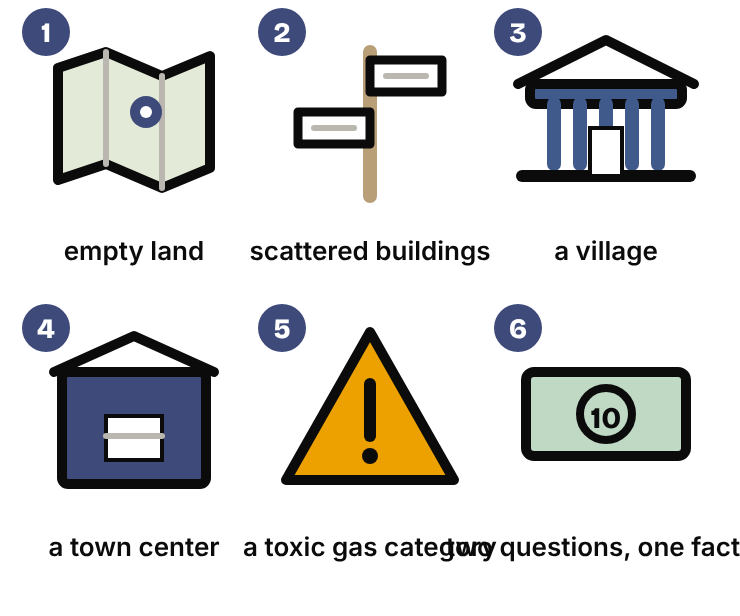 1
2
3
empty land
scattered buildings
a village
4
5
6
10
a town center
a toxic gas category
two questions, one fact